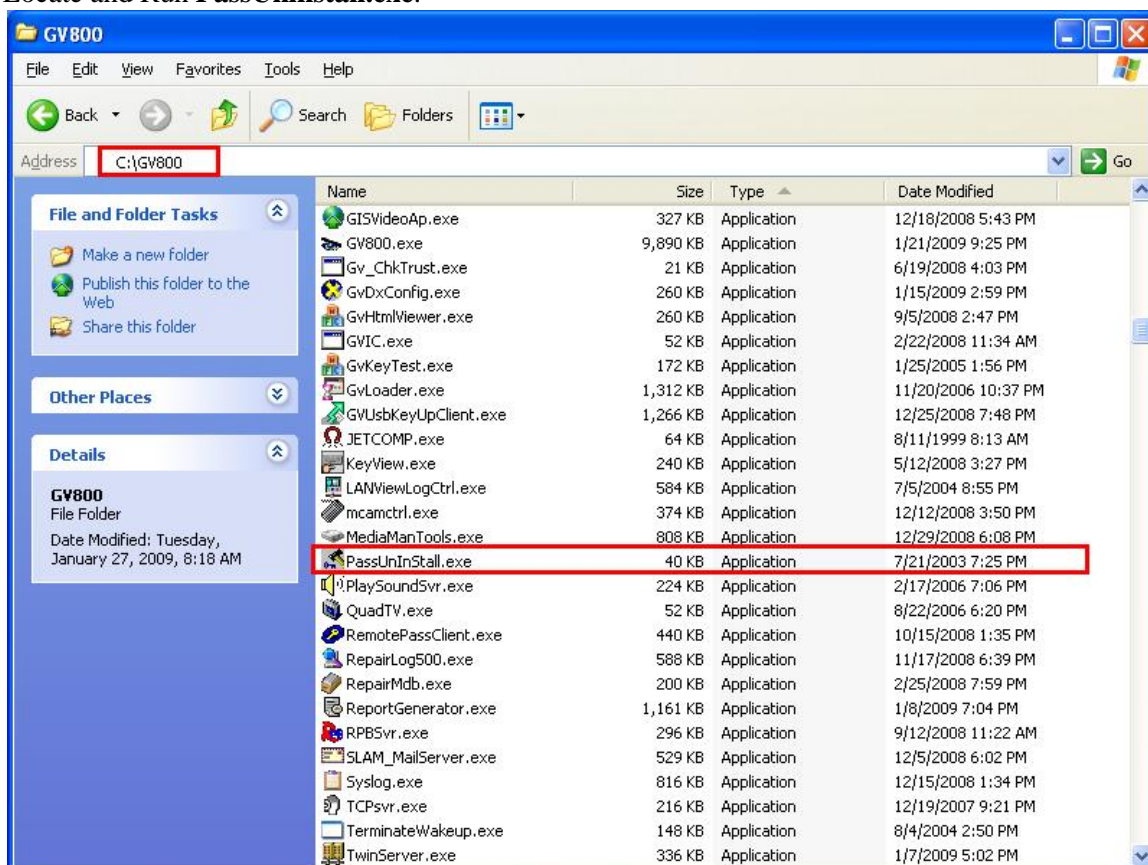 Locate and Run PassUninstall.exe.
GV800
File Edit View Favorites Tools Help
Back Search Folders
Address C:\GV800 Go
File and Folder Tasks
Make a new folder
Publish this folder to the
Web
Share this folder
Other Places
Details
GV800
File Folder
Date Modified: Tuesday,
January 27, 2009, 8:18 AM
Name Size Type Date Modified
GISVideoAp.exe 327 KB Application 12/18/2008 5:43 PM
GV800.exe 9,890 KB Application 1/21/2009 9:25 PM
Gv_ChkTrust.exe 21 KB Application 6/19/2008 4:03 PM
GvDxConfig.exe 260 KB Application 1/15/2009 2:59 PM
GvHtmlViewer.exe 260 KB Application 9/5/2008 2:47 PM
GVIC.exe 52 KB Application 2/22/2008 11:34 AM
GvKeyTest.exe 172 KB Application 1/25/2005 1:56 PM
GvLoader.exe 1,312 KB Application 11/20/2006 10:37 PM
GVUsbKeyUpClient.exe 1,266 KB Application 12/25/2008 7:48 PM
JETCOMP.exe 64 KB Application 8/11/1999 8:13 AM
KeyView.exe 240 KB Application 5/12/2008 3:27 PM
LANViewLogCtrl.exe 584 KB Application 7/5/2004 8:55 PM
mcamctrl.exe 374 KB Application 12/12/2008 3:50 PM
MediaManTools.exe 808 KB Application 12/29/2008 6:08 PM
PassUnInStall.exe 40 KB Application 7/21/2003 7:25 PM
PlaySoundSvr.exe 224 KB Application 2/17/2006 7:06 PM
QuadTV.exe 52 KB Application 8/22/2006 6:20 PM
RemotePassClient.exe 440 KB Application 10/15/2008 1:35 PM
RepairLog500.exe 588 KB Application 11/17/2008 6:39 PM
RepairMdb.exe 200 KB Application 2/25/2008 7:59 PM
ReportGenerator.exe 1,161 KB Application 1/8/2009 7:04 PM
RPBSvr.exe 296 KB Application 9/12/2008 11:22 AM
SLAM_MailServer.exe 529 KB Application 12/5/2008 6:02 PM
Syslog.exe 816 KB Application 12/15/2008 1:34 PM
TCPsvr.exe 216 KB Application 12/19/2007 9:21 PM
TerminateWakeup.exe 148 KB Application 8/4/2004 2:50 PM
TwinServer.exe 336 KB Application 1/7/2009 5:02 PM